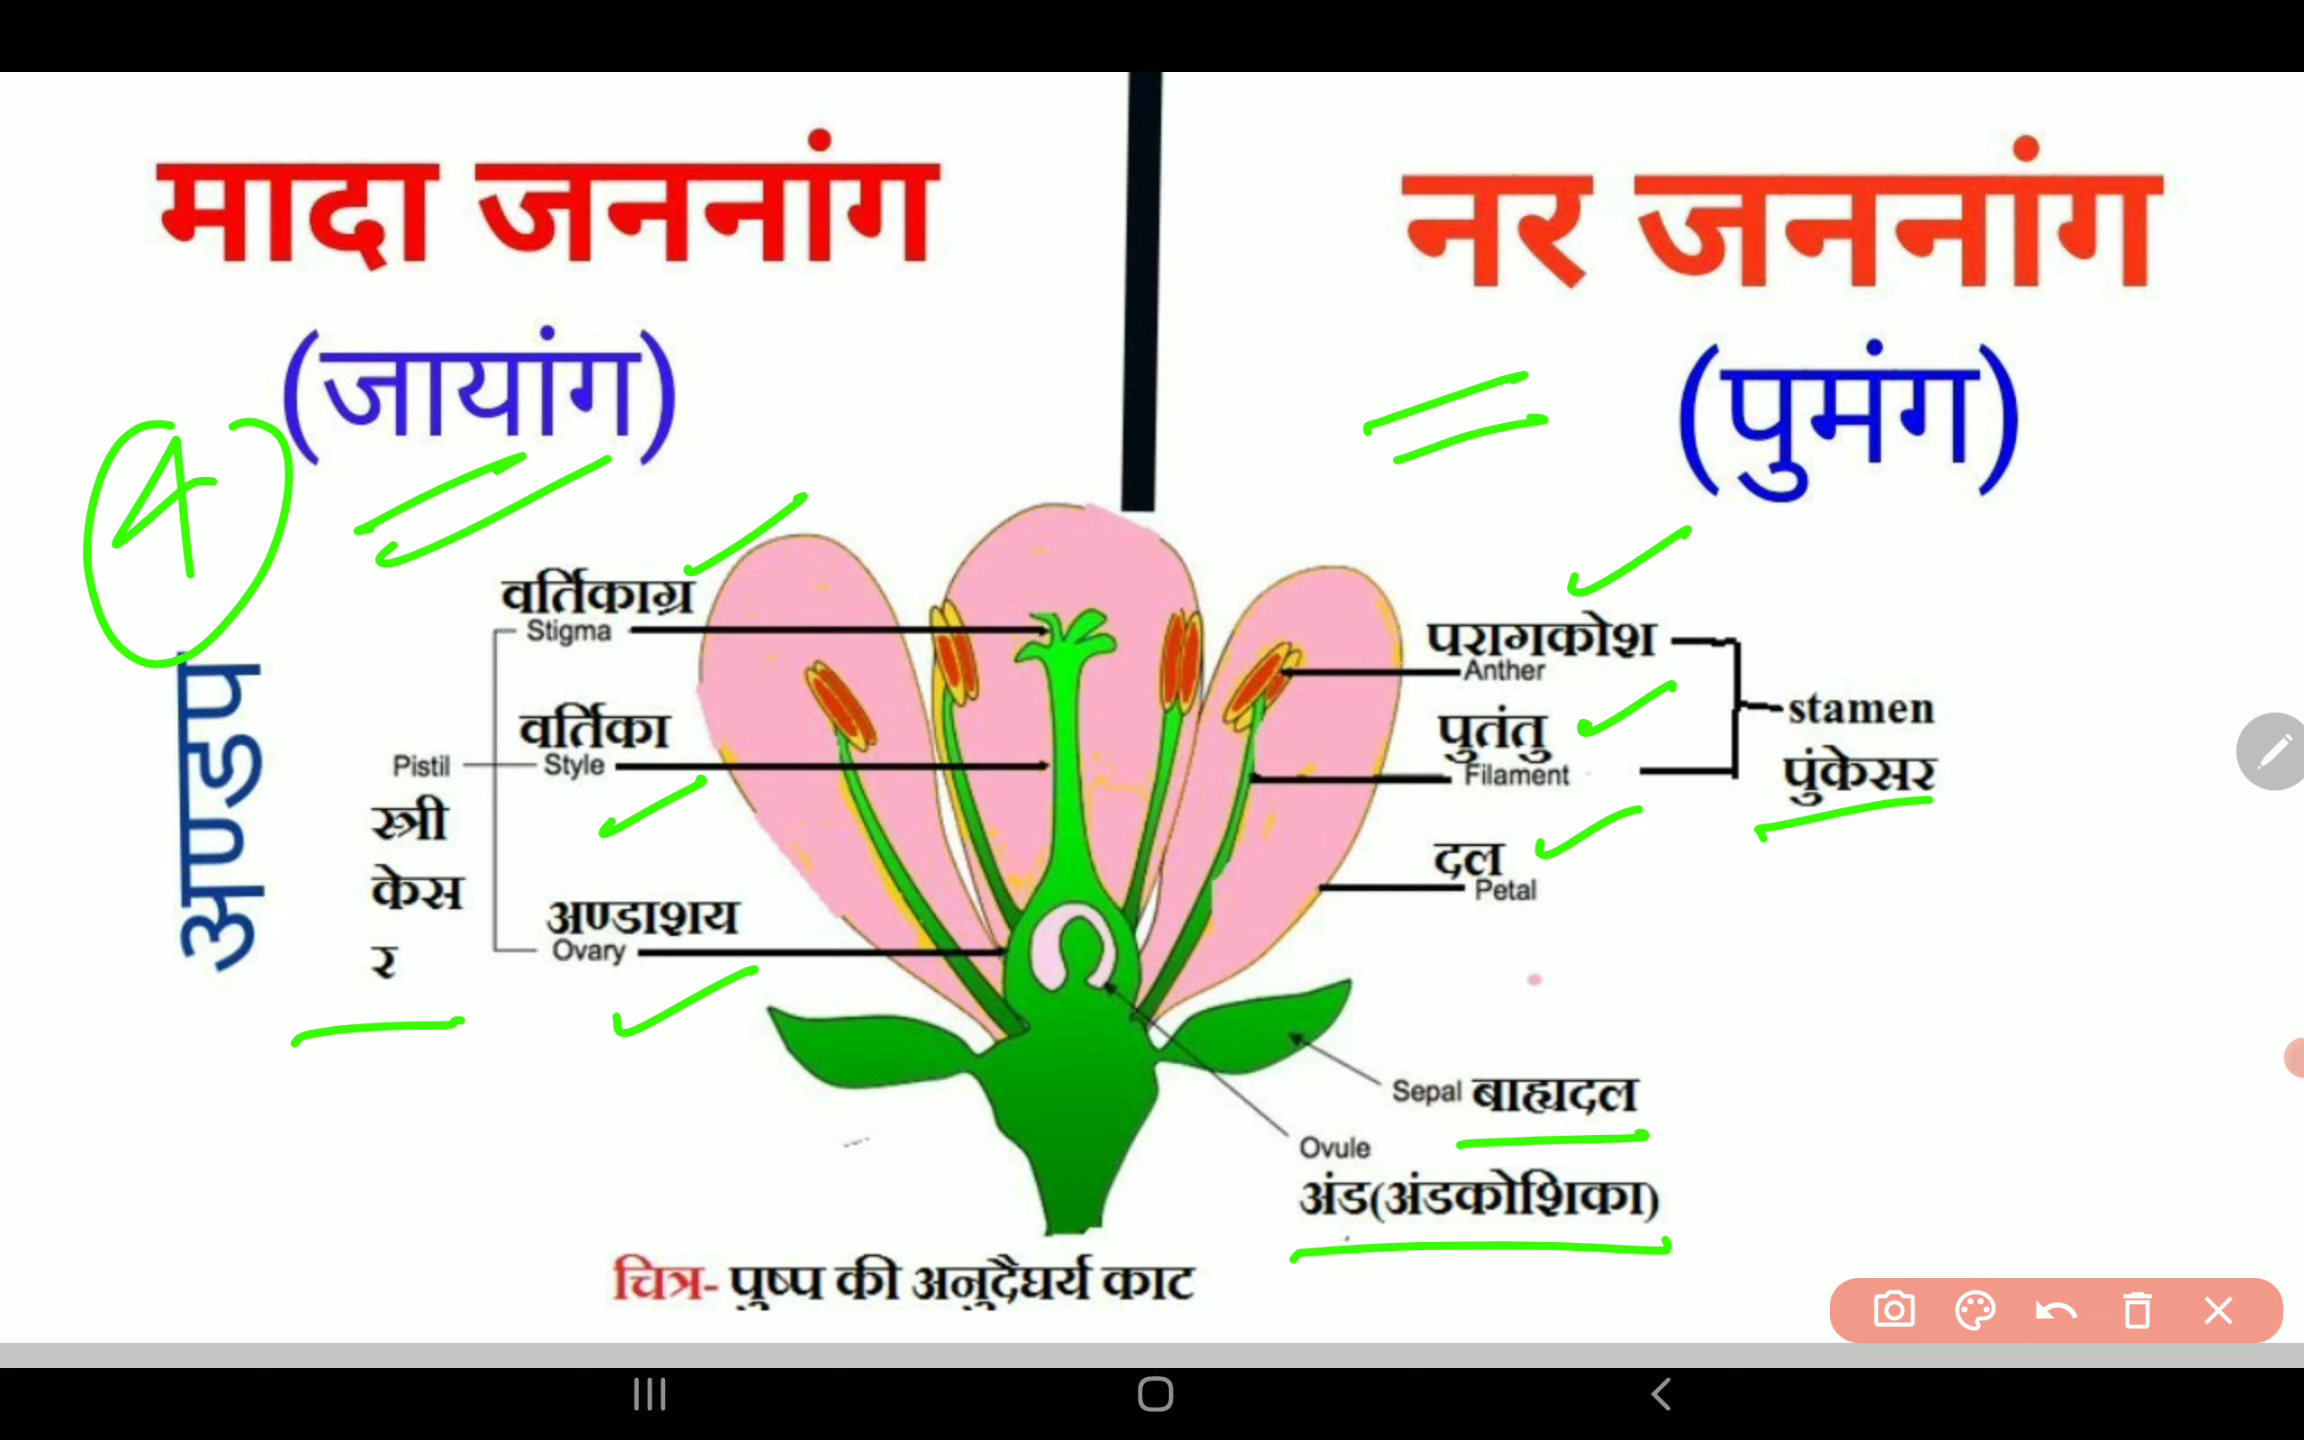 मादा जननांग
(जायांग)
नर जननांग
(पुमंग)
4
अण्डप
वर्तिकाग्र
Stigma
वर्तिका
Style
Pistil
स्त्री
केस
र
अण्डाशय
Ovary
परागकोश
Anther
पुतंतु
Filament
stamen
पुंकेसर
दल
Petal
Sepal बाह्यदल
Ovule
अंड(अंडकोशिका)
चित्र- पुष्प की अनुदैघर्य काट